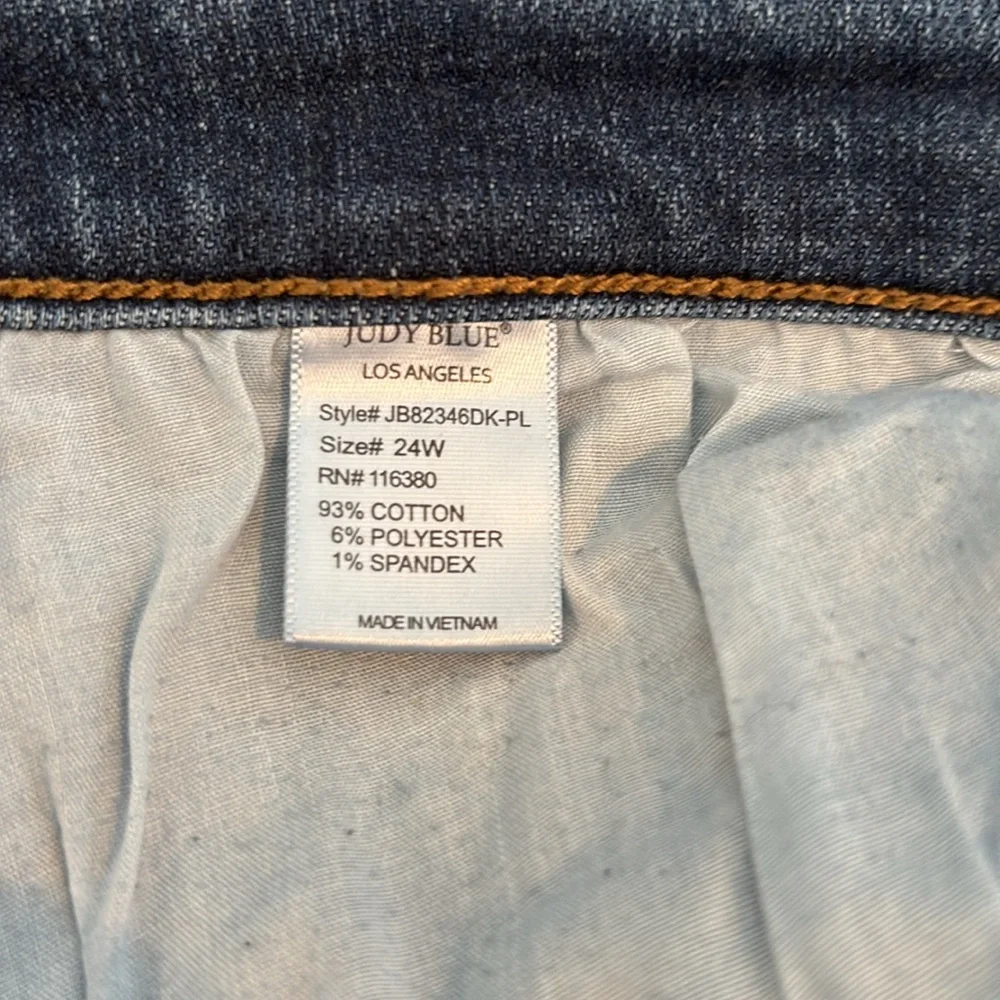 JUDY BLUE®
LOS ANGELES
Style# JB82346DK-PL
Size# 24W
RN# 116380
93% COTTON
6% POLYESTER
1% SPANDEX
MADE IN VIETNAM